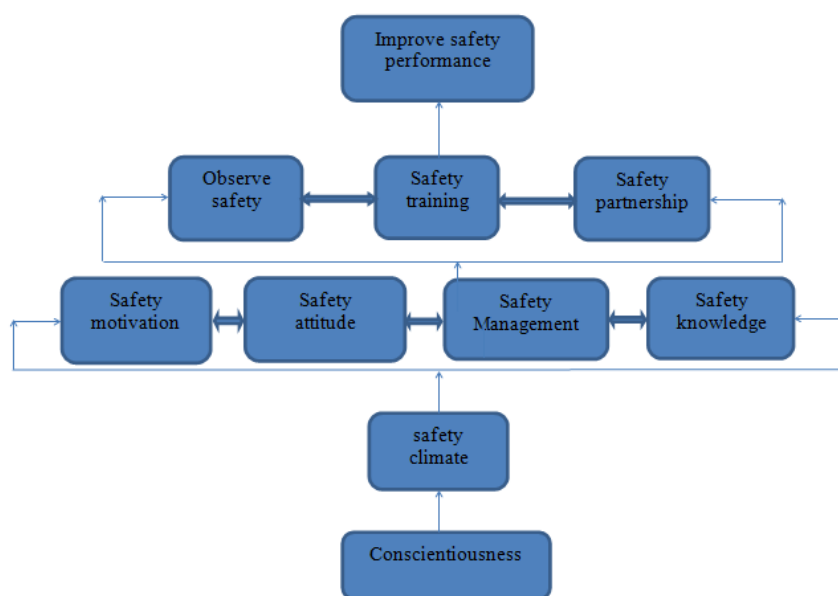 Improve safety
performance
Observe
safety
Safety
training
Safety
partnership
Safety
motivation
Safety
attitude
Safety
Management
Safety
knowledge
safety
climate
Conscientiousness